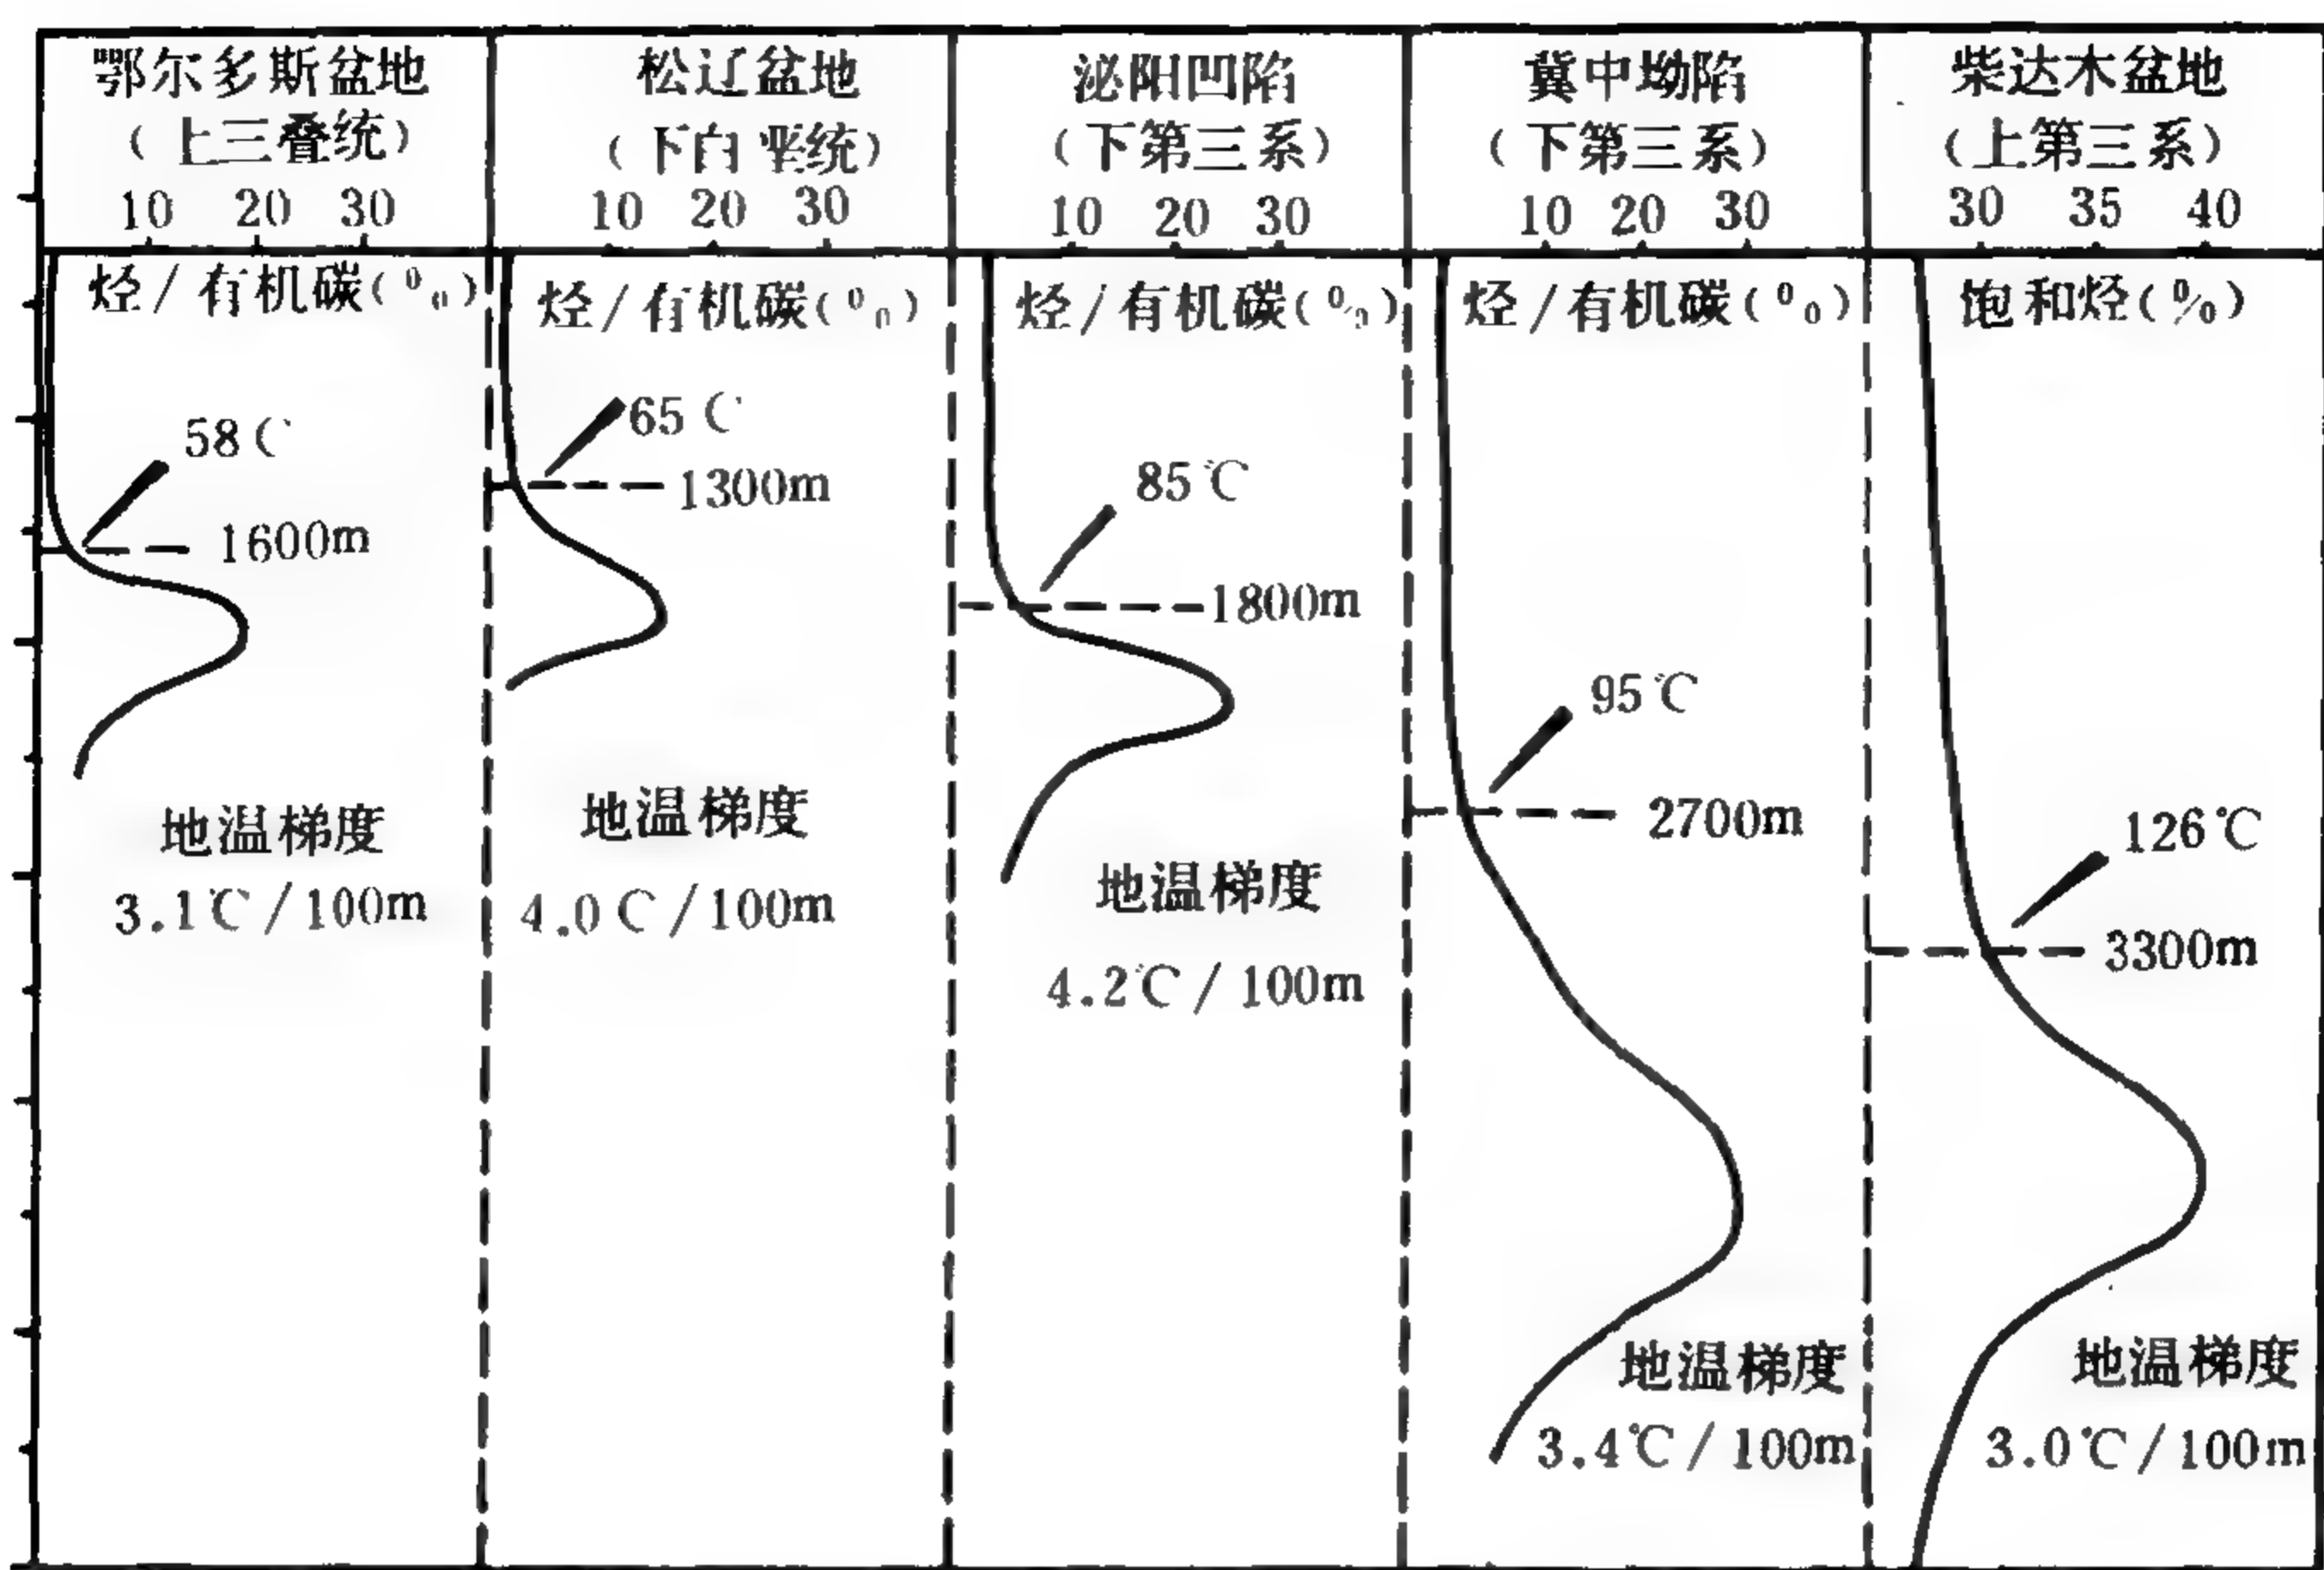 鄂尔多斯盆地
(上三叠统)
10 20 30
烃/有机碳(%)
58℃
1600m
地温梯度
3.1℃/100m
松辽盆地
(下白垩统)
10 20 30
烃/有机碳(%)
65℃
1300m
地温梯度
4.0℃/100m
泌阳凹陷
(下第三系)
10 20 30
烃/有机碳(%)
85℃
1800m
地温梯度
4.2℃/100m
冀中坳陷
(下第三系)
10 20 30
烃/有机碳(%)
95℃
2700m
地温梯度
3.4℃/100m
柴达木盆地
(上第三系)
30 35 40
饱和烃(%)
126℃
3300m
地温梯度
3.0℃/100m